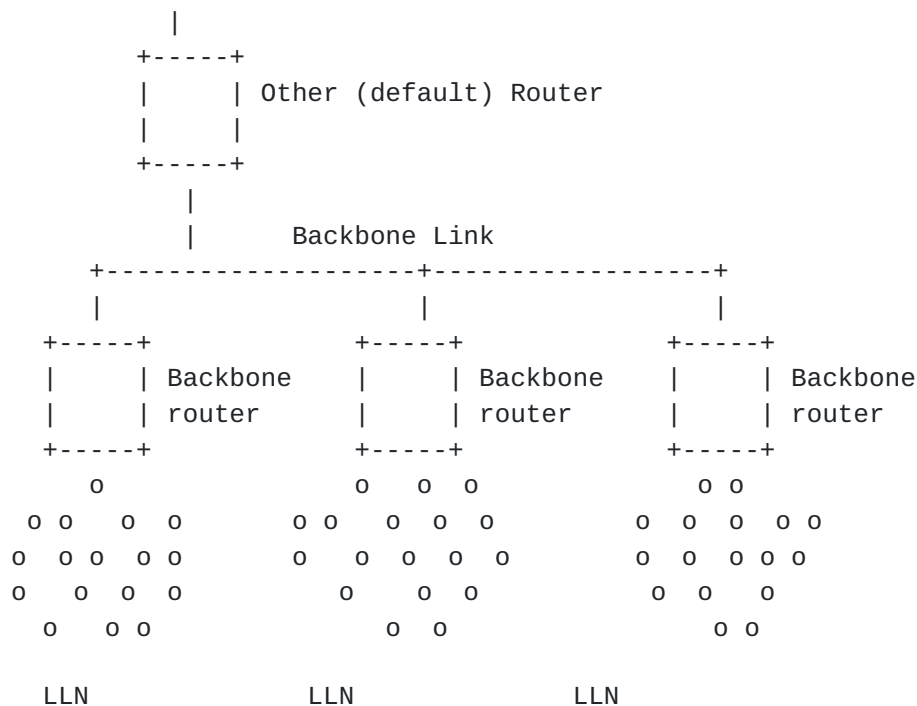 Other (default) Router
Backbone Link
Backbone Backbone Backbone
router router router
o o o o o o
o o o o o o o o o o o o o o
o o o o o o o o o o o o o o o
o o o o o o o o o o
o o o o o o o
LLN LLN LLN